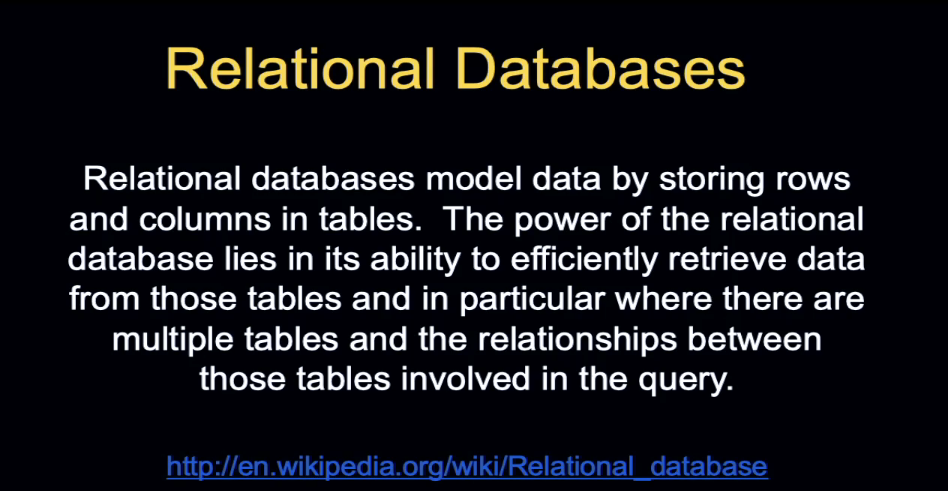 Relational Databases
Relational databases model data by storing rows
and columns in tables.  The power of the relational
database lies in its ability to efficiently retrieve data
from those tables and in particular where there are
multiple tables and the relationships between
those tables involved in the query.
http://en.wikipedia.org/wiki/Relational_database